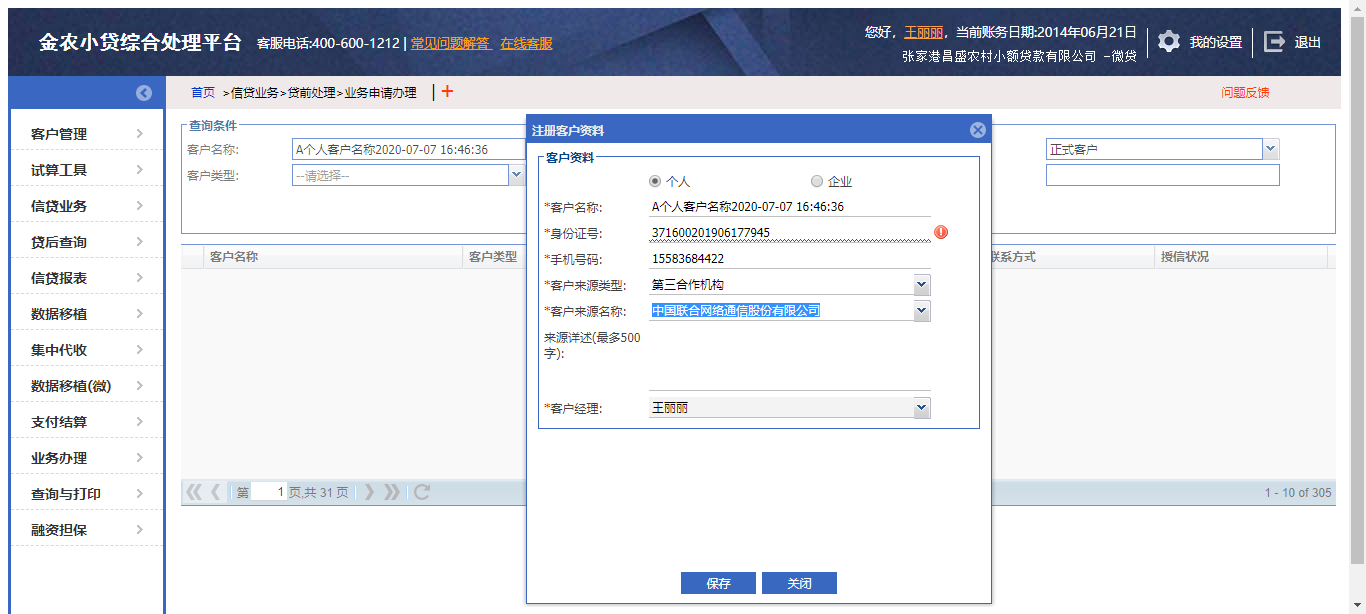 金农小贷综合处理平台 客服电话:400-600-1212 | 常见问题解答 在线客服
您好，王丽丽，当前账务日期:2014年06月21日
张家港昌盛农村小额贷款有限公司 -微贷
我的设置
退出
首页 >信贷业务>贷前处理>业务申请办理 | +
问题反馈
客户管理
试算工具
信贷业务
贷后查询
信贷报表
数据移植
集中代收
数据移植(微)
支付结算
业务办理
查询与打印
融资担保
查询条件
客户名称: A个人客户名称2020-07-07 16:46:36
正式客户
客户类型: --请选择--
客户名称 客户类型 联系方式 授信状况
第 1 页,共 31 页
1 - 10 of 305
注册客户资料
客户资料
个人 企业
*客户名称: A个人客户名称2020-07-07 16:46:36
*身份证号: 371600201906177945
*手机号码: 15583684422
*客户来源类型: 第三合作机构
*客户来源名称: 中国联合网络通信股份有限公司
来源详述(最多500
字):
*客户经理: 王丽丽
保存 关闭